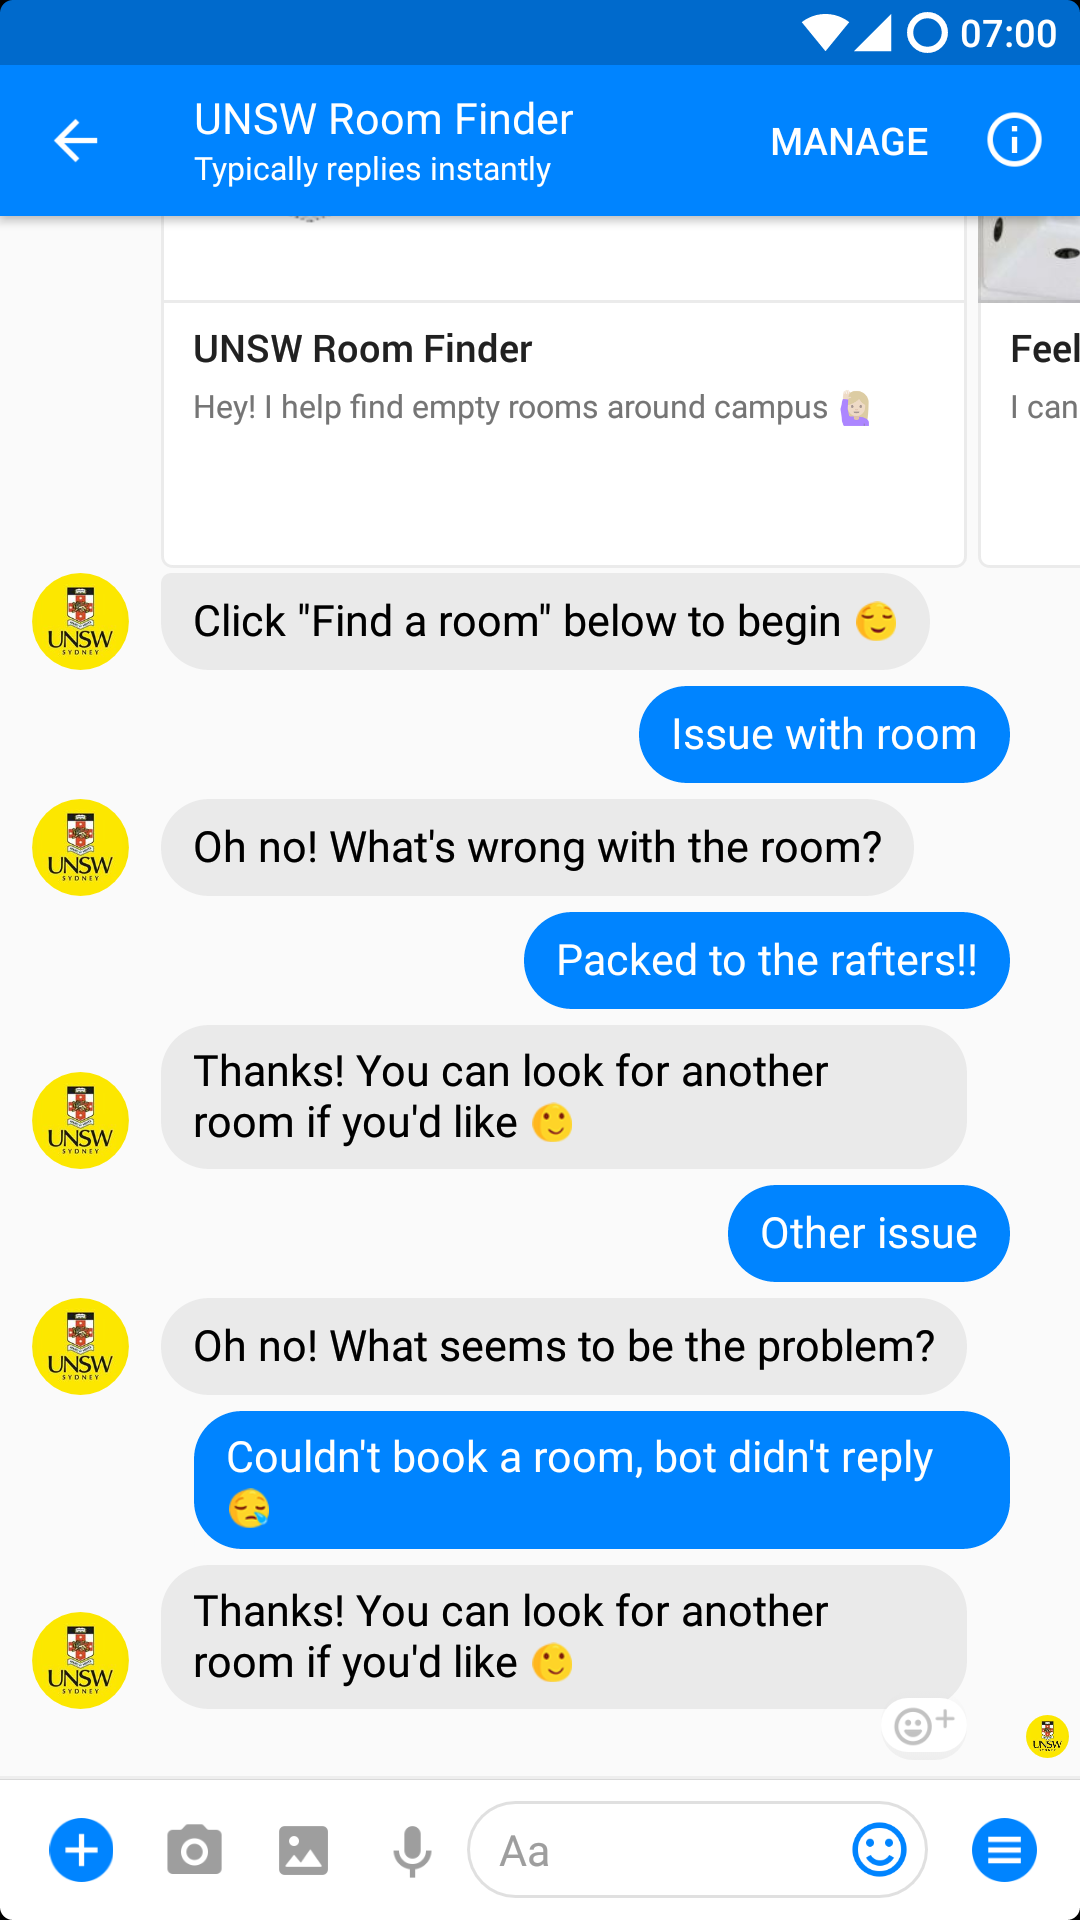 07:00
UNSW Room Finder
Typically replies instantly
MANAGE
UNSW Room Finder
Hey! I help find empty rooms around campus 🙋🏼
Feel
I can
Click "Find a room" below to begin 😌
UNSW
SYDNEY
Issue with room
Oh no! What's wrong with the room?
UNSW
SYDNEY
Packed to the rafters!!
Thanks! You can look for another
room if you'd like 🙂
UNSW
SYDNEY
Other issue
Oh no! What seems to be the problem?
UNSW
SYDNEY
Couldn't book a room, bot didn't reply
😪
Thanks! You can look for another
room if you'd like 🙂
UNSW
SYDNEY
UNSW
Aa